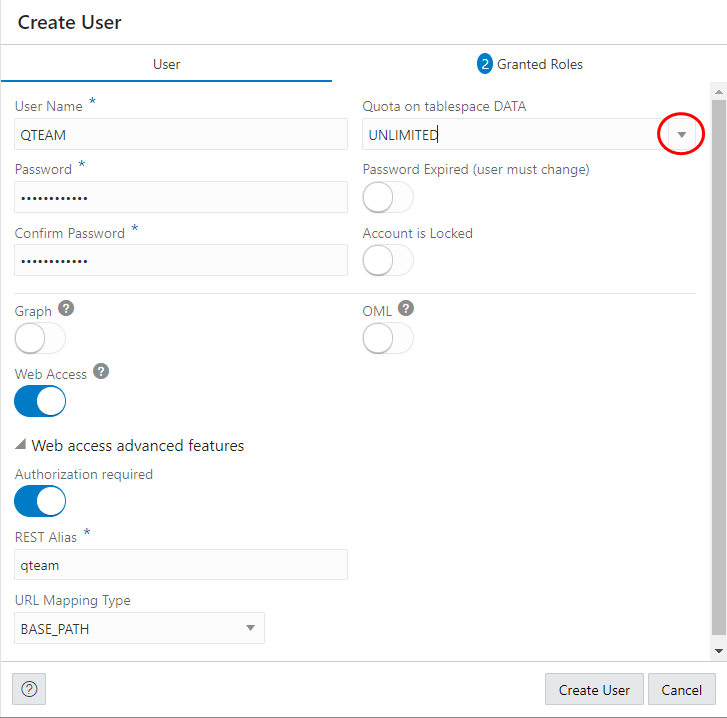 Create User
User
2 Granted Roles
User Name *
Quota on tablespace DATA
QTEAM
UNLIMITED
Password *
Password Expired (user must change)
••••••••••••
Confirm Password *
Account is Locked
••••••••••••
Graph ?
OML ?
Web Access ?
Web access advanced features
Authorization required
REST Alias *
qteam
URL Mapping Type
BASE_PATH
?
Create User
Cancel